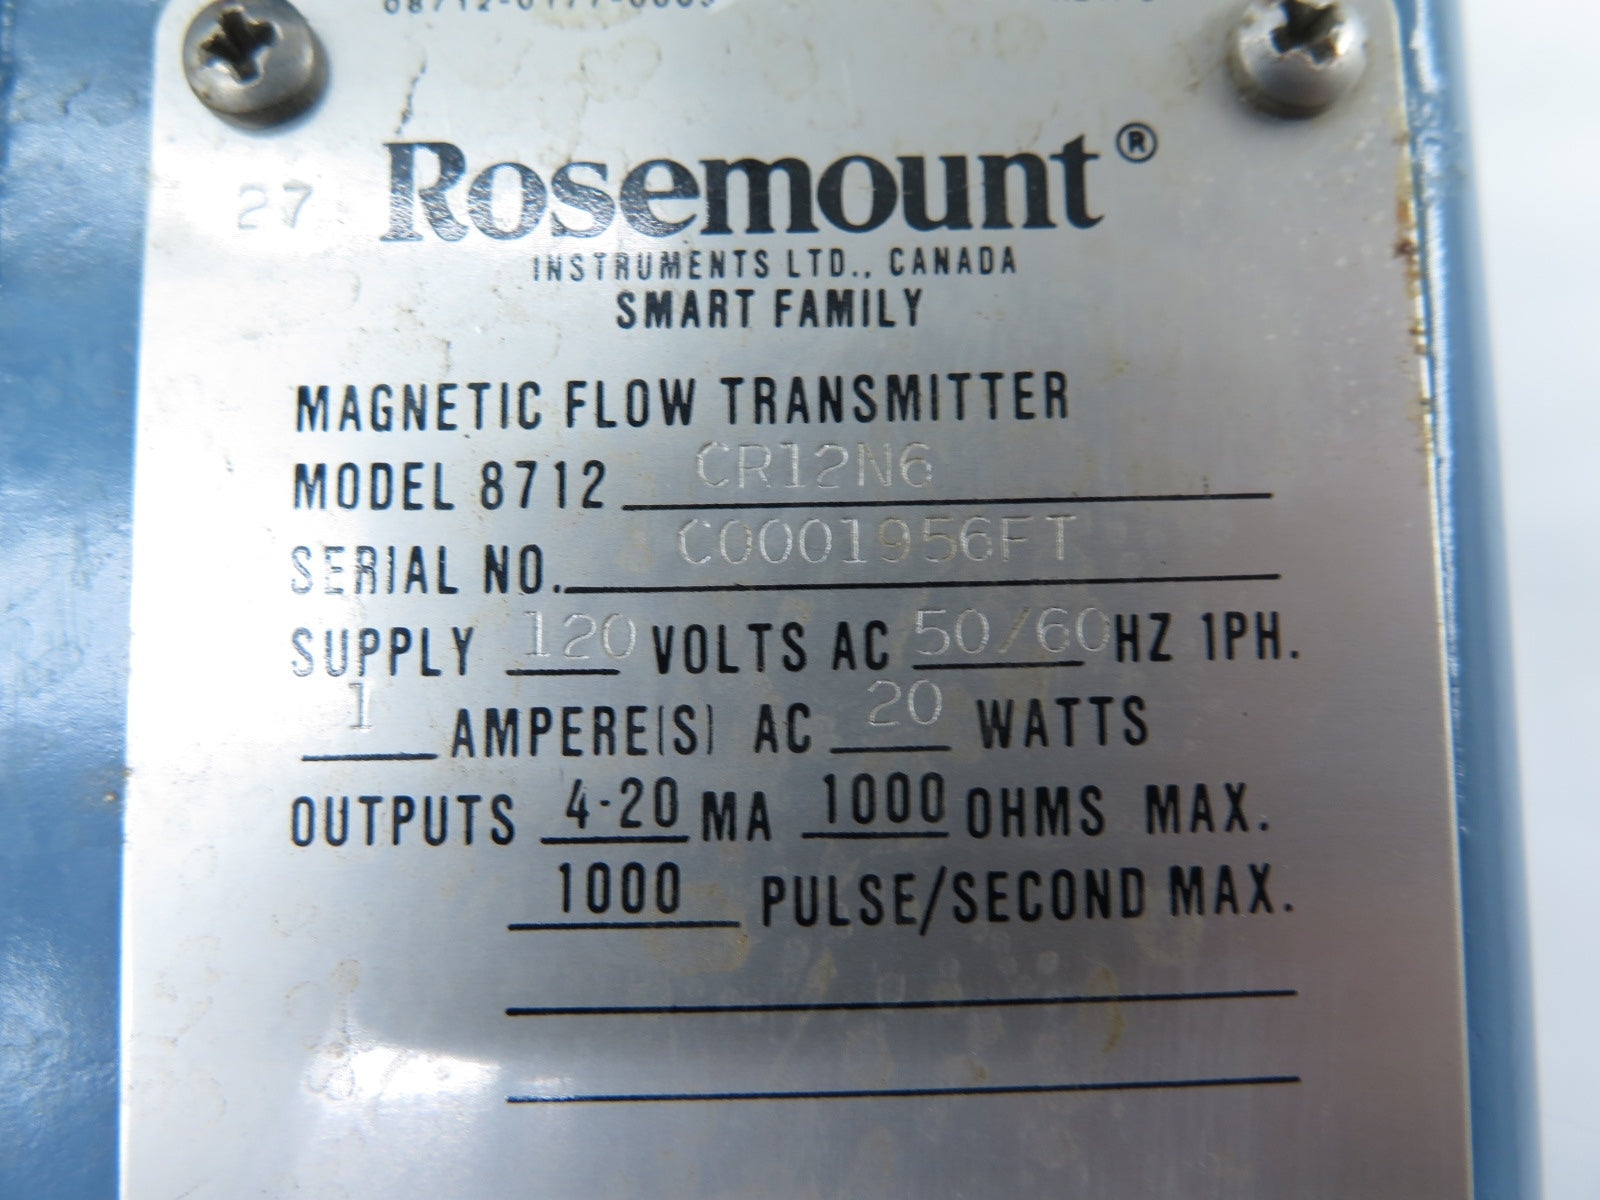 Rosemount®
27
INSTRUMENTS LTD., CANADA
SMART FAMILY
MAGNETIC FLOW TRANSMITTER
MODEL 8712 CR12N6
SERIAL NO. C0001956FT
SUPPLY 120 VOLTS AC 50/60 HZ 1PH.
1 AMPERE(S) AC 20 WATTS
OUTPUTS 4-20 MA 1000 OHMS MAX.
1000 PULSE/SECOND MAX.